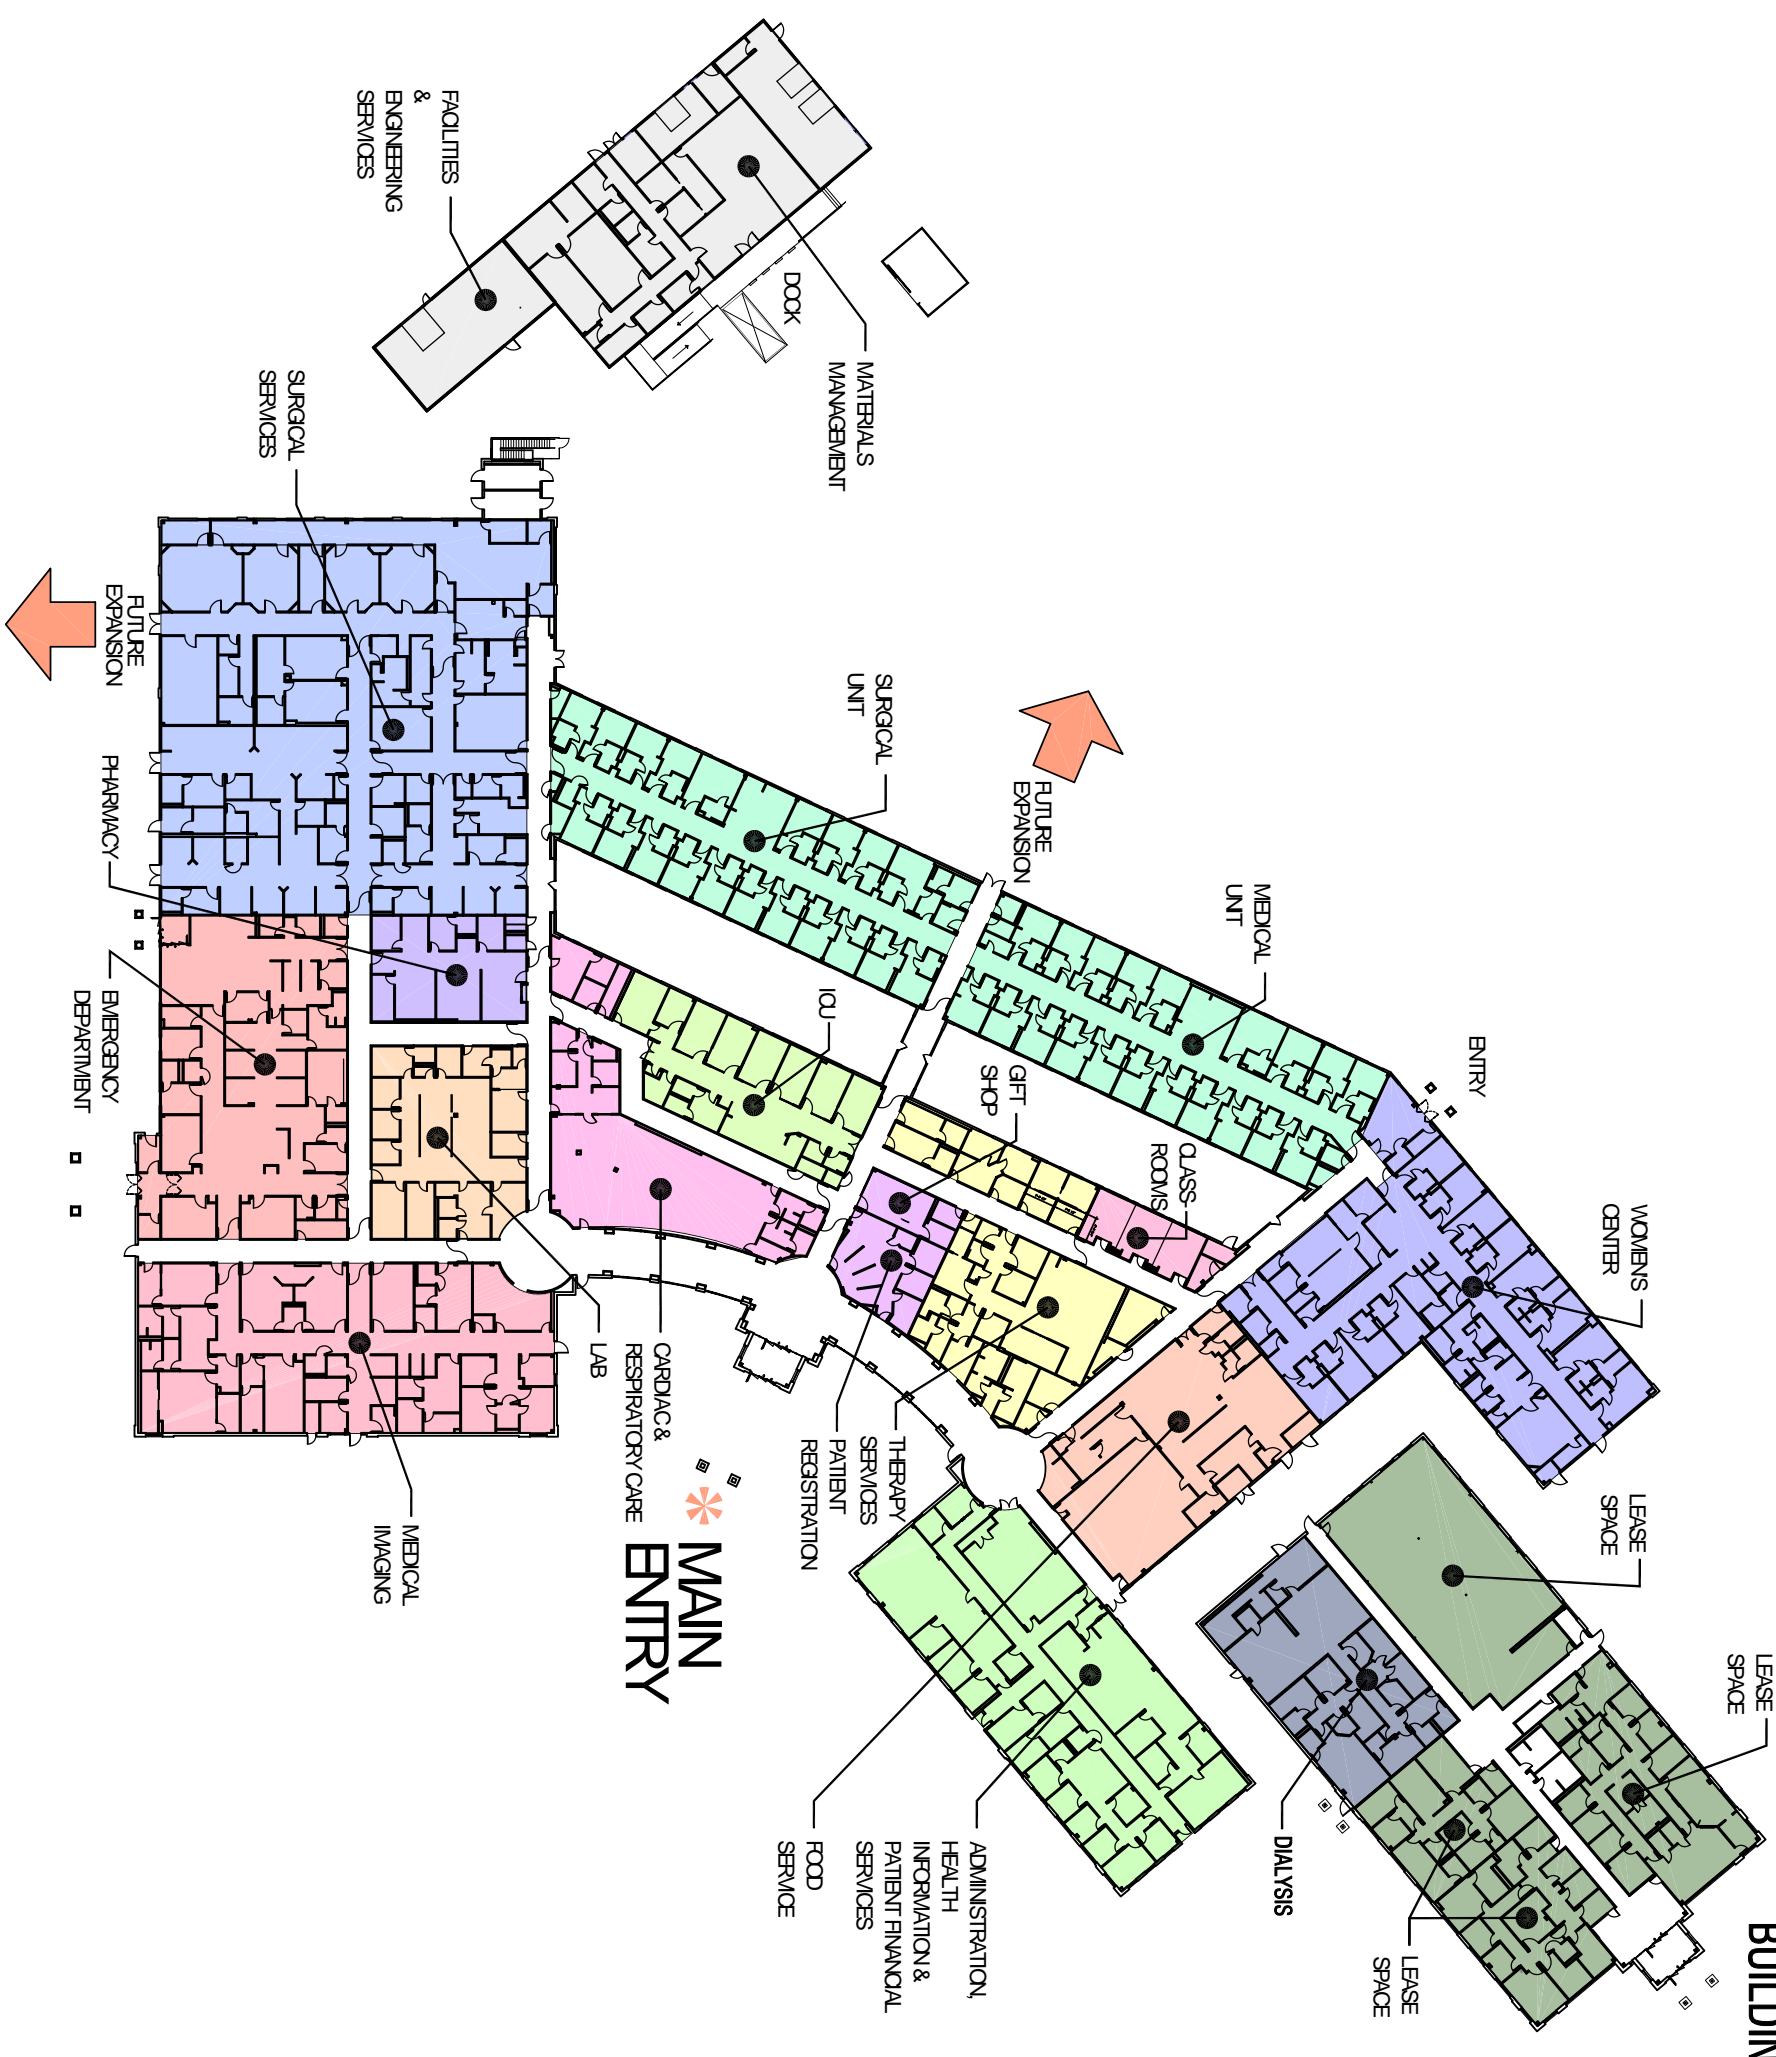 FACILITIES
&
ENGINEERING
SERVICES
DOCK
MATERIALS
MANAGEMENT
SURGICAL
SERVICES
FUTURE
EXPANSION
SURGICAL
UNIT
FUTURE
EXPANSION
MEDICAL
UNIT
ENTRY
PHARMACY
EMERGENCY
DEPARTMENT
ICU
GIFT
SHOP
CLASS
ROOMS
WOMENS
CENTER
LAB
CARDIAC &
RESPIRATORY CARE
THERAPY
SERVICES
PATIENT
REGISTRATION
MEDICAL
IMAGING
MAIN
ENTRY
LEASE
SPACE
LEASE
SPACE
FOOD
SERVICE
ADMINISTRATION,
HEALTH
INFORMATION &
PATIENT FINANCIAL
SERVICES
DIALYSIS
LEASE
SPACE